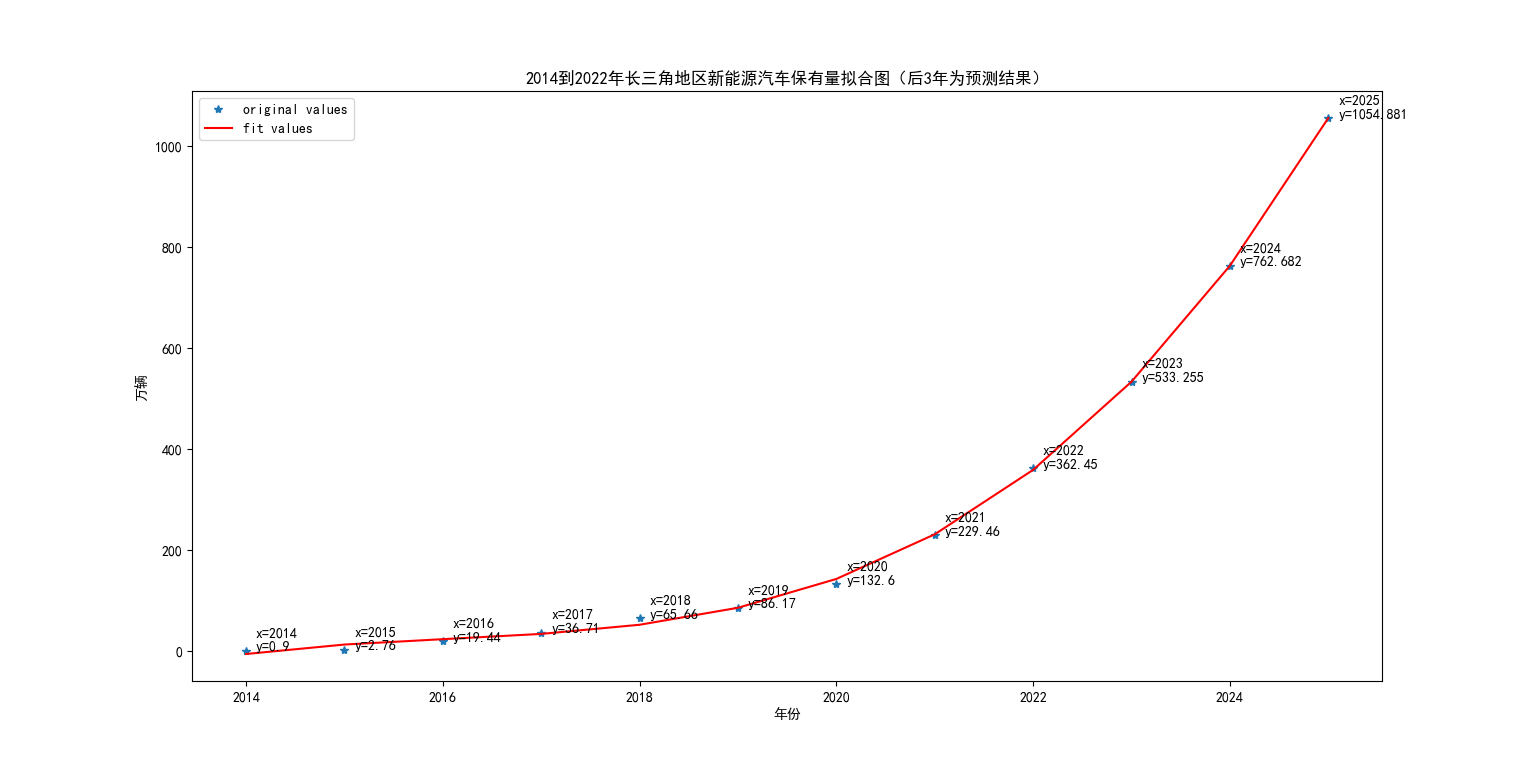 2014到2022年长三角地区新能源汽车保有量拟合图（后3年为预测结果）
original values
fit values
x=2025
y=1054.881
1000
x=2024
y=762.682
800
x=2023
y=533.255
600
万辆
x=2022
y=362.45
400
x=2021
y=229.46
200
x=2020
y=132.6
x=2019
y=86.17
x=2018
y=65.66
x=2017
y=36.71
x=2016
y=19.44
x=2015
y=2.76
x=2014
y=0.9
0
2014
2016
2018
2020
2022
2024
年份